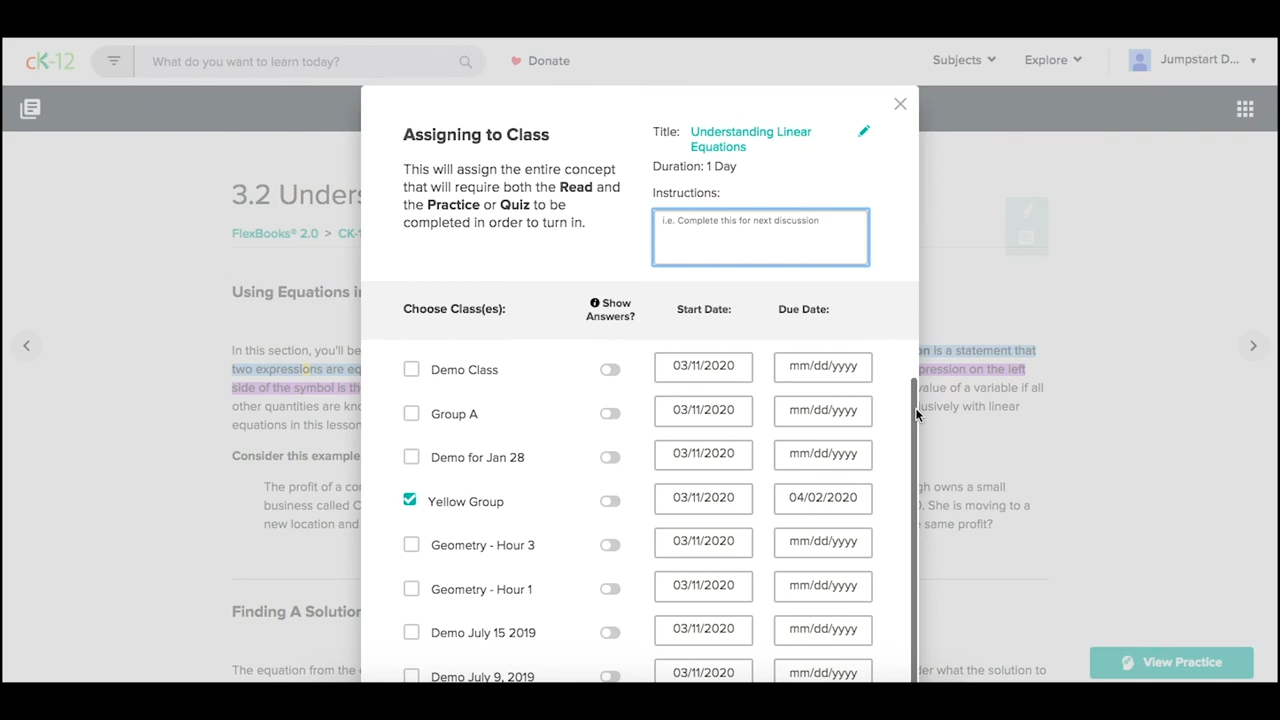 cK-12
What do you want to learn today?
Donate
Subjects
Explore
Jumpstart D...
Assigning to Class
This will assign the entire concept
that will require both the Read and
the Practice or Quiz to be
completed in order to turn in.
Title: Understanding Linear
Equations
Duration: 1 Day
Instructions:
i.e. Complete this for next discussion
3.2 Unders
FlexBooks® 2.0 > CK-1
Using Equations i
In this section, you'll be
two expressions are eq
side of the symbol is th
other quantities are kno
equations in this lesson
on is a statement that
pression on the left
value of a variable if all
lusively with linear
Consider this example
The profit of a co
business called C
new location and
gh owns a small
0. She is moving to a
same profit?
Finding A Solution
The equation from the
der what the solution to
Choose Class(es):
Show
Answers?
Start Date:
Due Date:
Demo Class 03/11/2020 mm/dd/yyyy
Group A 03/11/2020 mm/dd/yyyy
Demo for Jan 28 03/11/2020 mm/dd/yyyy
Yellow Group 03/11/2020 04/02/2020
Geometry - Hour 3 03/11/2020 mm/dd/yyyy
Geometry - Hour 1 03/11/2020 mm/dd/yyyy
Demo July 15 2019 03/11/2020 mm/dd/yyyy
Demo July 9, 2019 03/11/2020 mm/dd/yyyy
View Practice